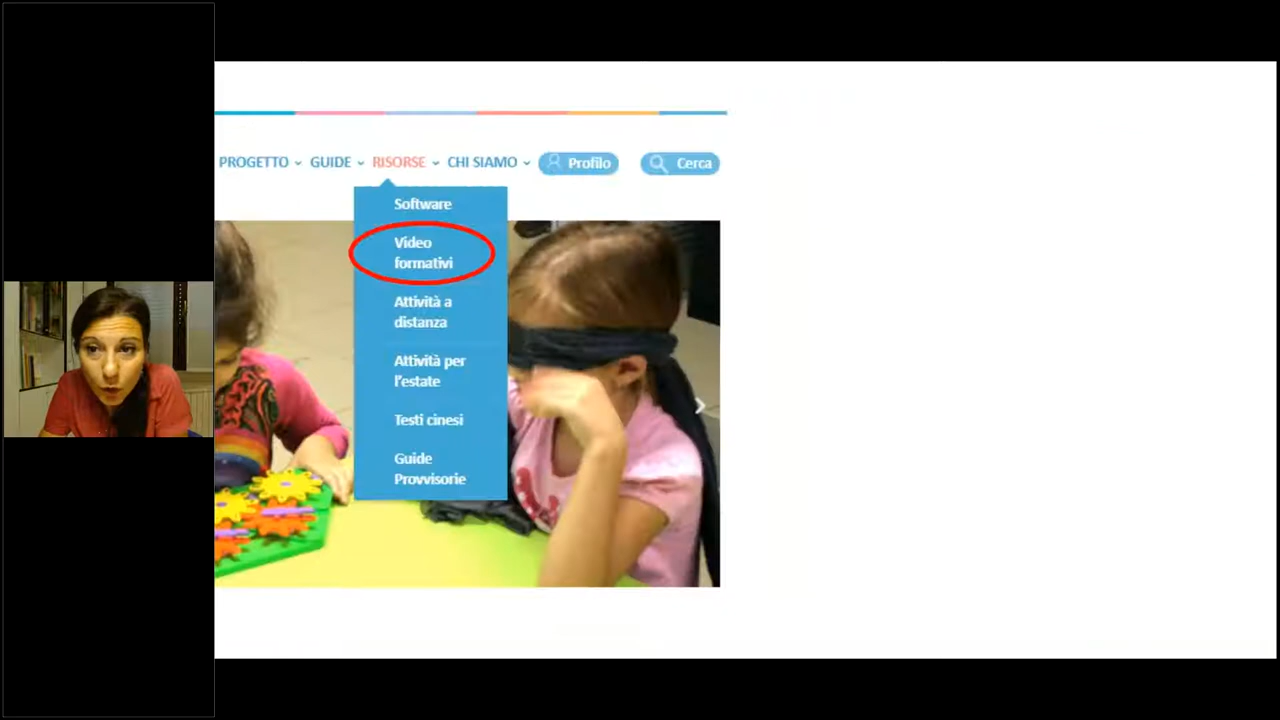 PROGETTO GUIDE RISORSE CHI SIAMO Profilo Cerca
Software
Video
formativi
Attività a
distanza
Attività per
l'estate
Testi cinesi
Guide
Provvisorie